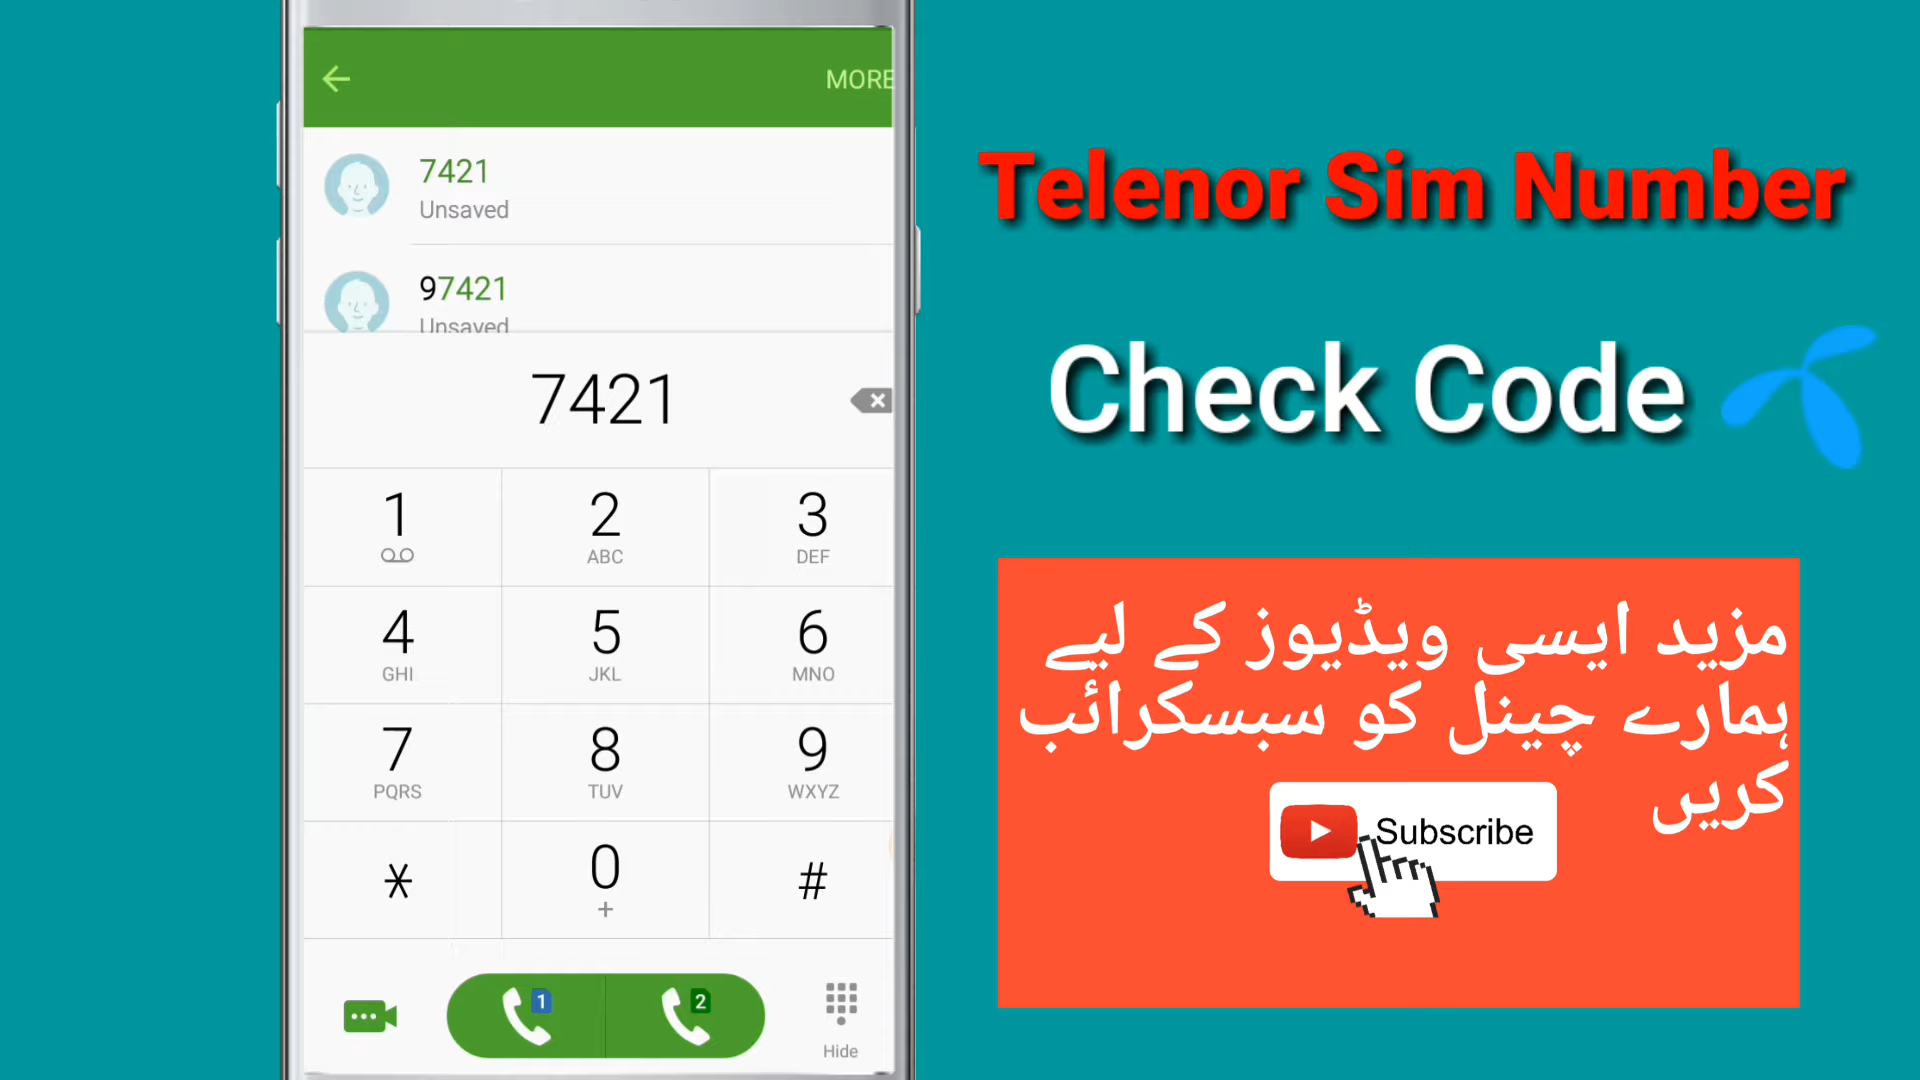 MORE
7421
Unsaved
97421
Unsaved
7421
1
2
ABC
3
DEF
4
GHI
5
JKL
6
MNO
7
PQRS
8
TUV
9
WXYZ
*
0
+
#
1
2
Hide
Telenor Sim Number
Check Code
مزید ایسی ویڈیوز کے لیے
ہمارے چینل کو سبسکرائب
کریں
Subscribe